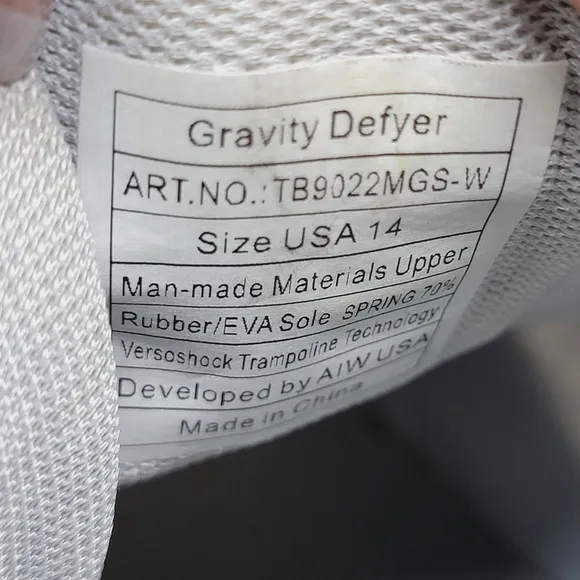 Gravity Defyer
ART.NO.:TB9022MGS-W
Size USA 14
Man-made Materials Upper
Rubber/EVA Sole SPRING 70%
Versoshock Trampoline Technology
Developed by AIW USA
Made in China